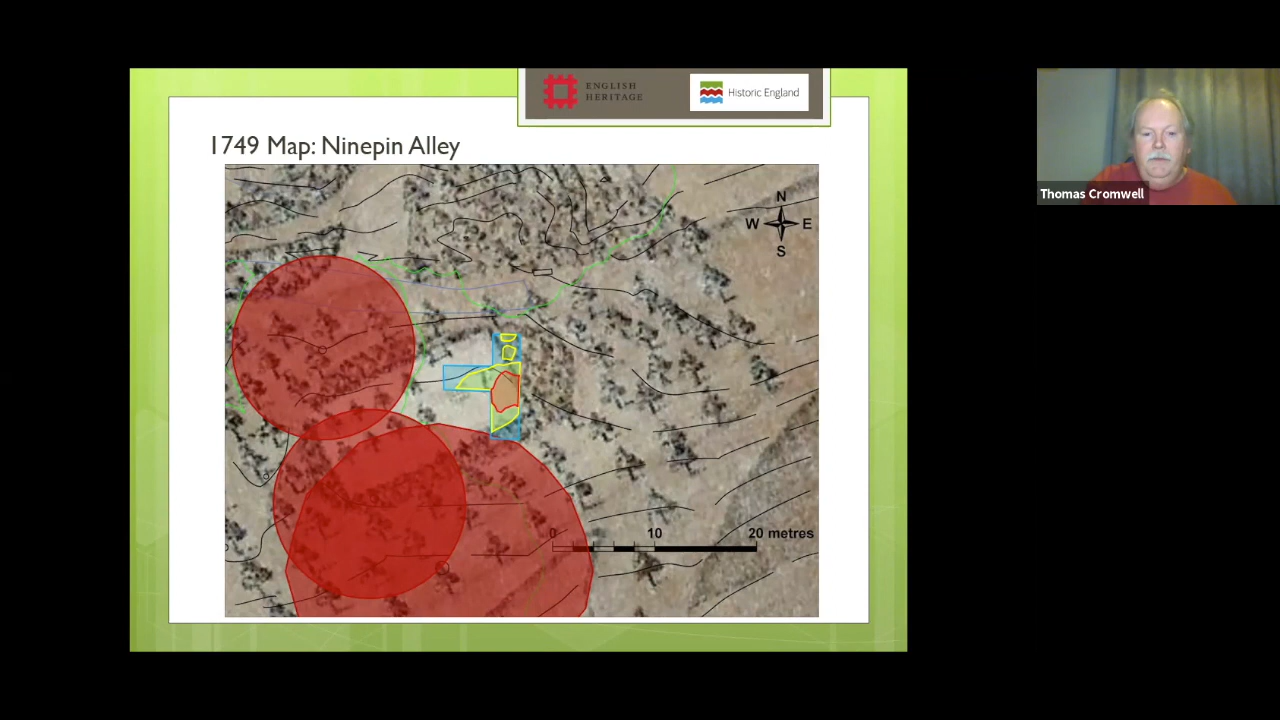 ENGLISH
HERITAGE
Historic England
1749 Map: Ninepin Alley
N
W E
S
0 10 20 metres
Thomas Cromwell